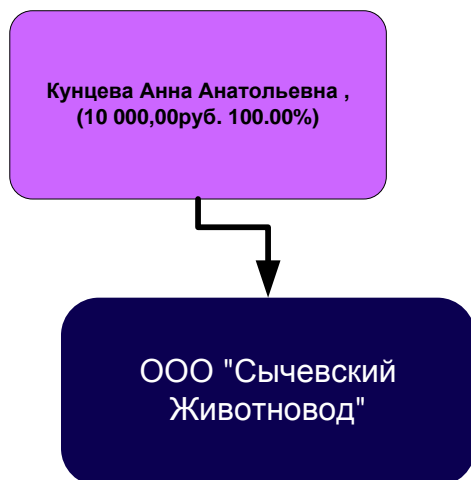 Кунцева Анна Анатольевна ,
(10 000,00руб. 100.00%)
ООО "Сычевский
Животновод"